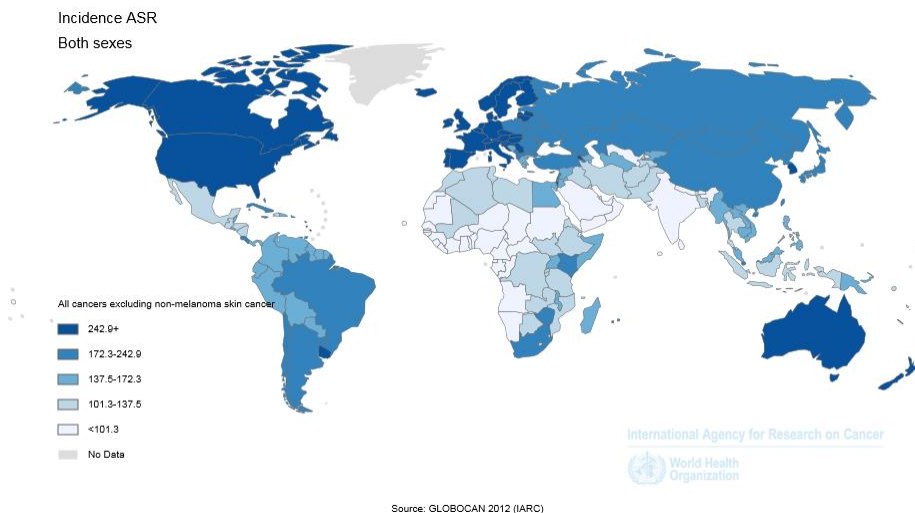 Incidence ASR
Both sexes
All cancers excluding non-melanoma skin cancer
242.9+
172.3-242.9
137.5-172.3
101.3-137.5
<101.3
No Data
International Agency for Research on Cancer
World Health
Organization
Source: GLOBOCAN 2012 (IARC)